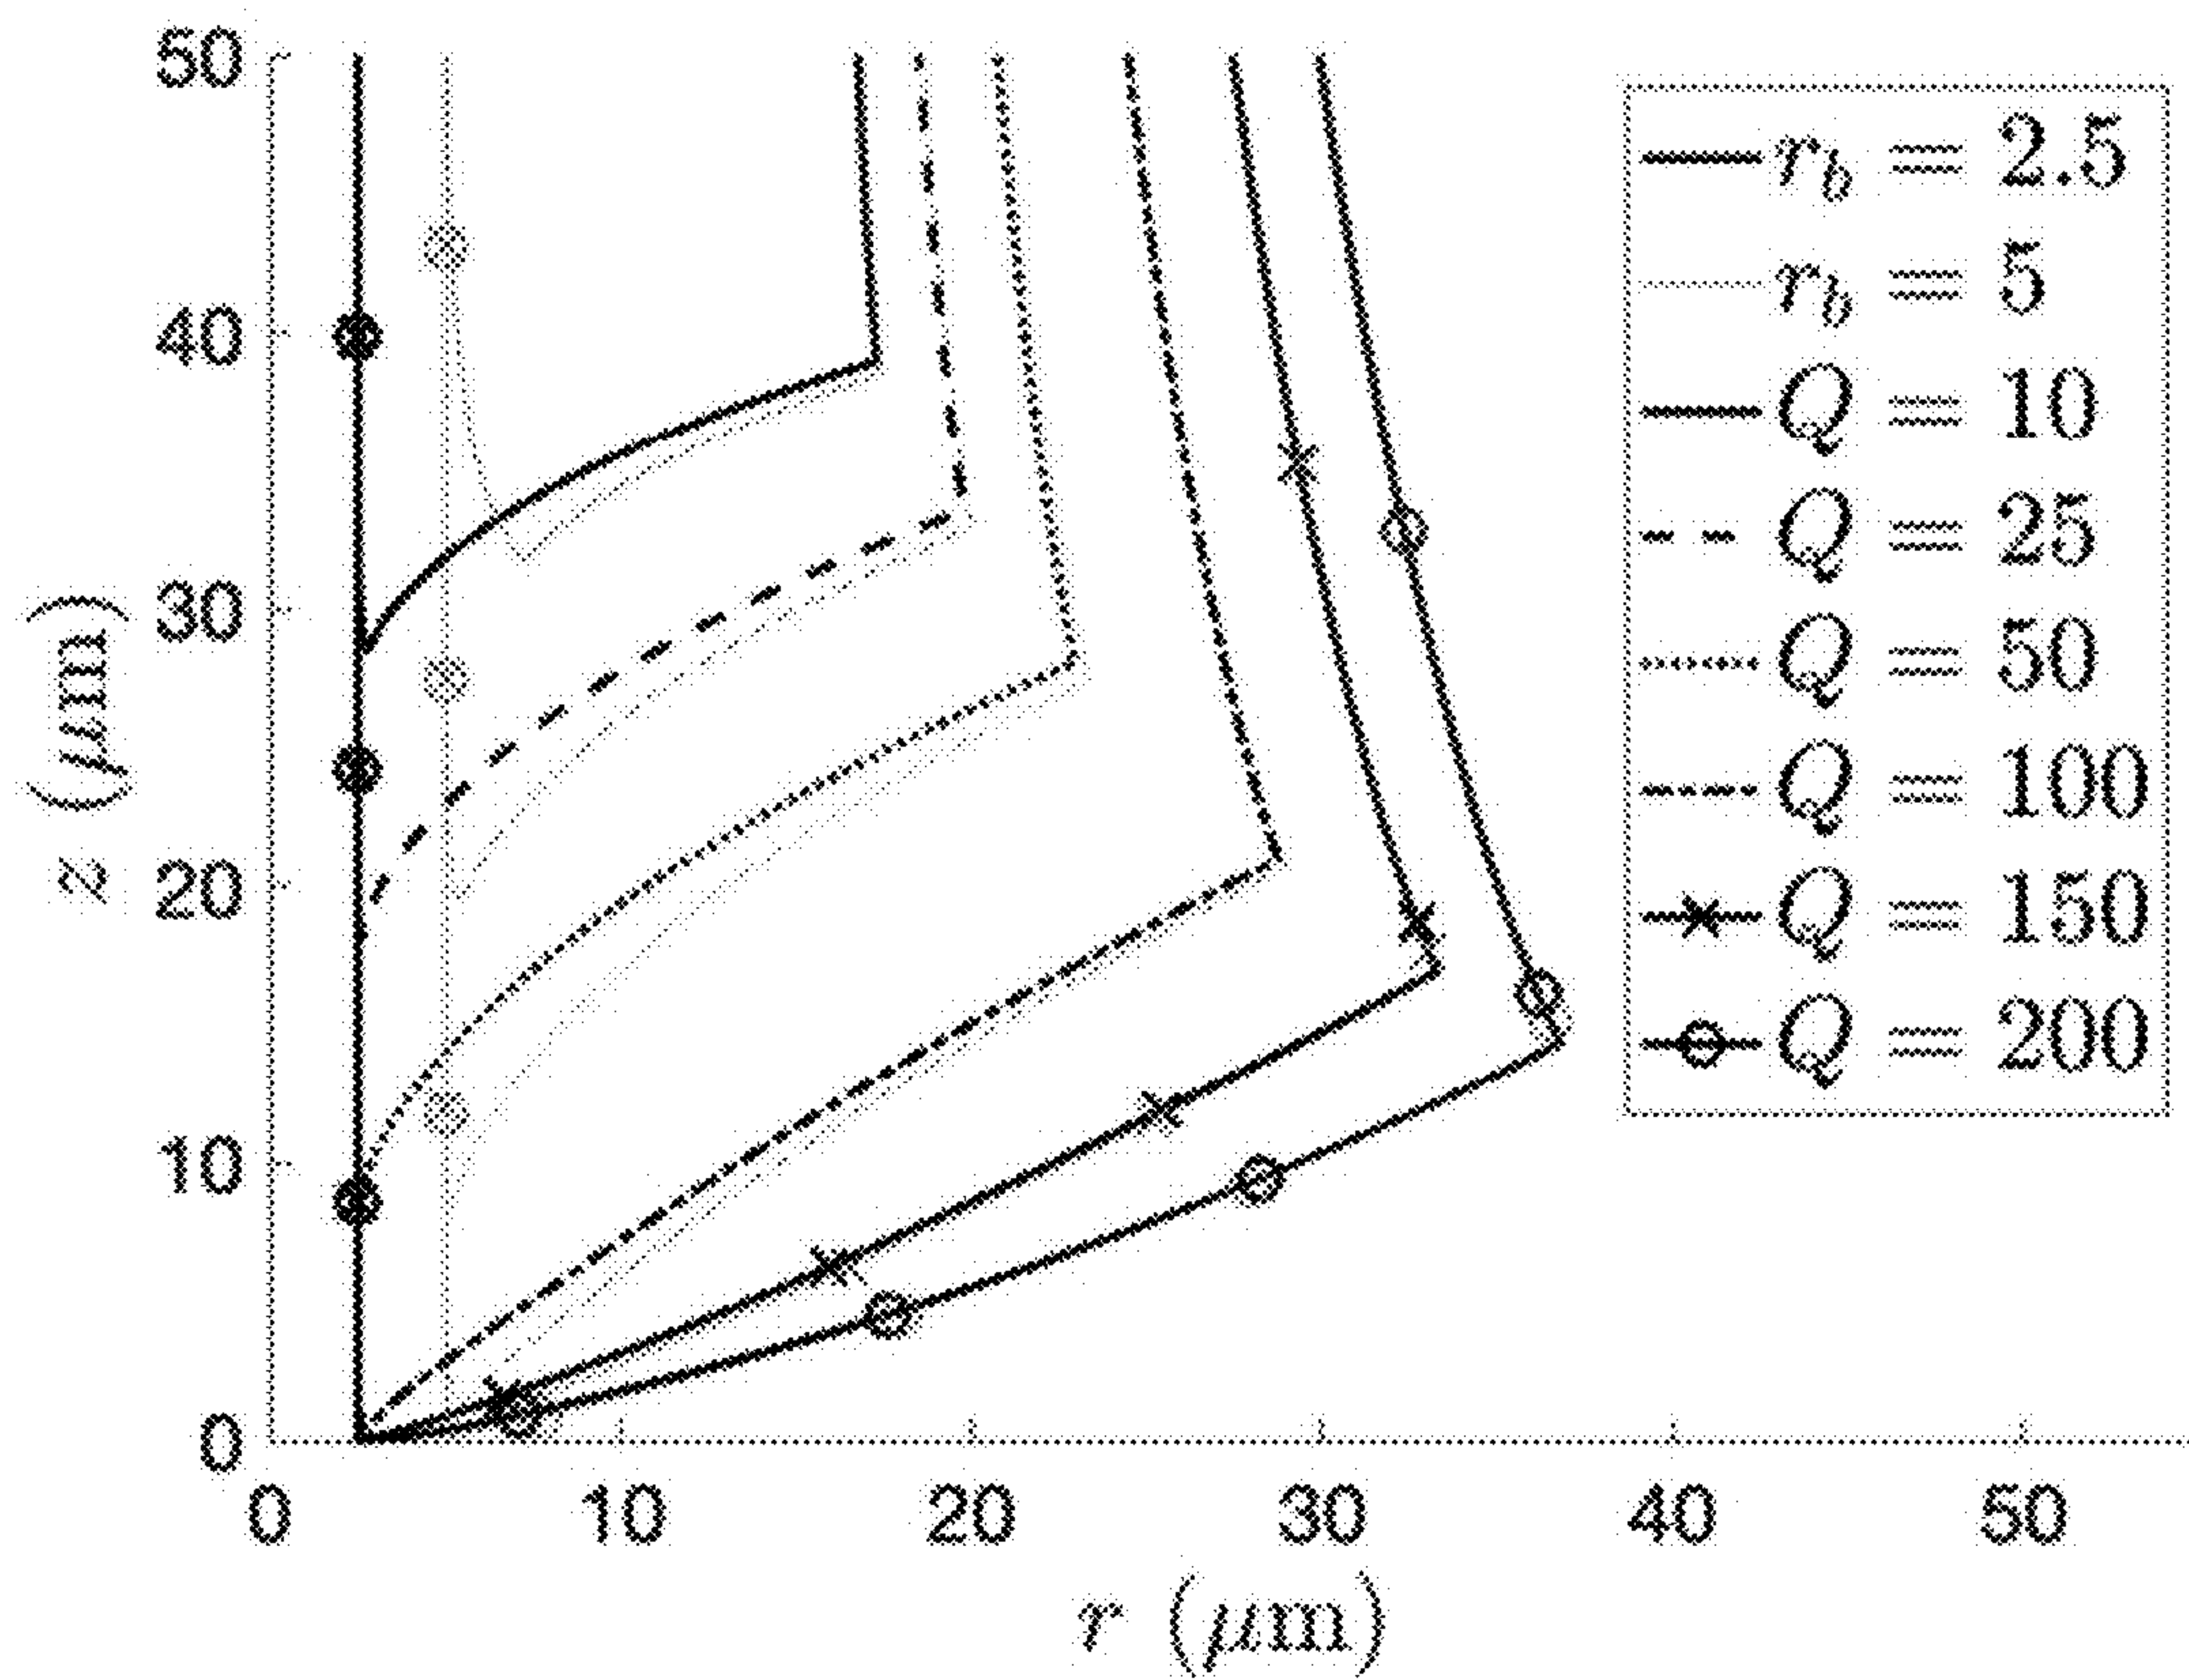 50
40
30
20
10
0
z (μm)
0 10 20 30 40 50
r (μm)
r_b = 2.5
r_b = 5
Q = 10
Q = 25
Q = 50
Q = 100
Q = 150
Q = 200